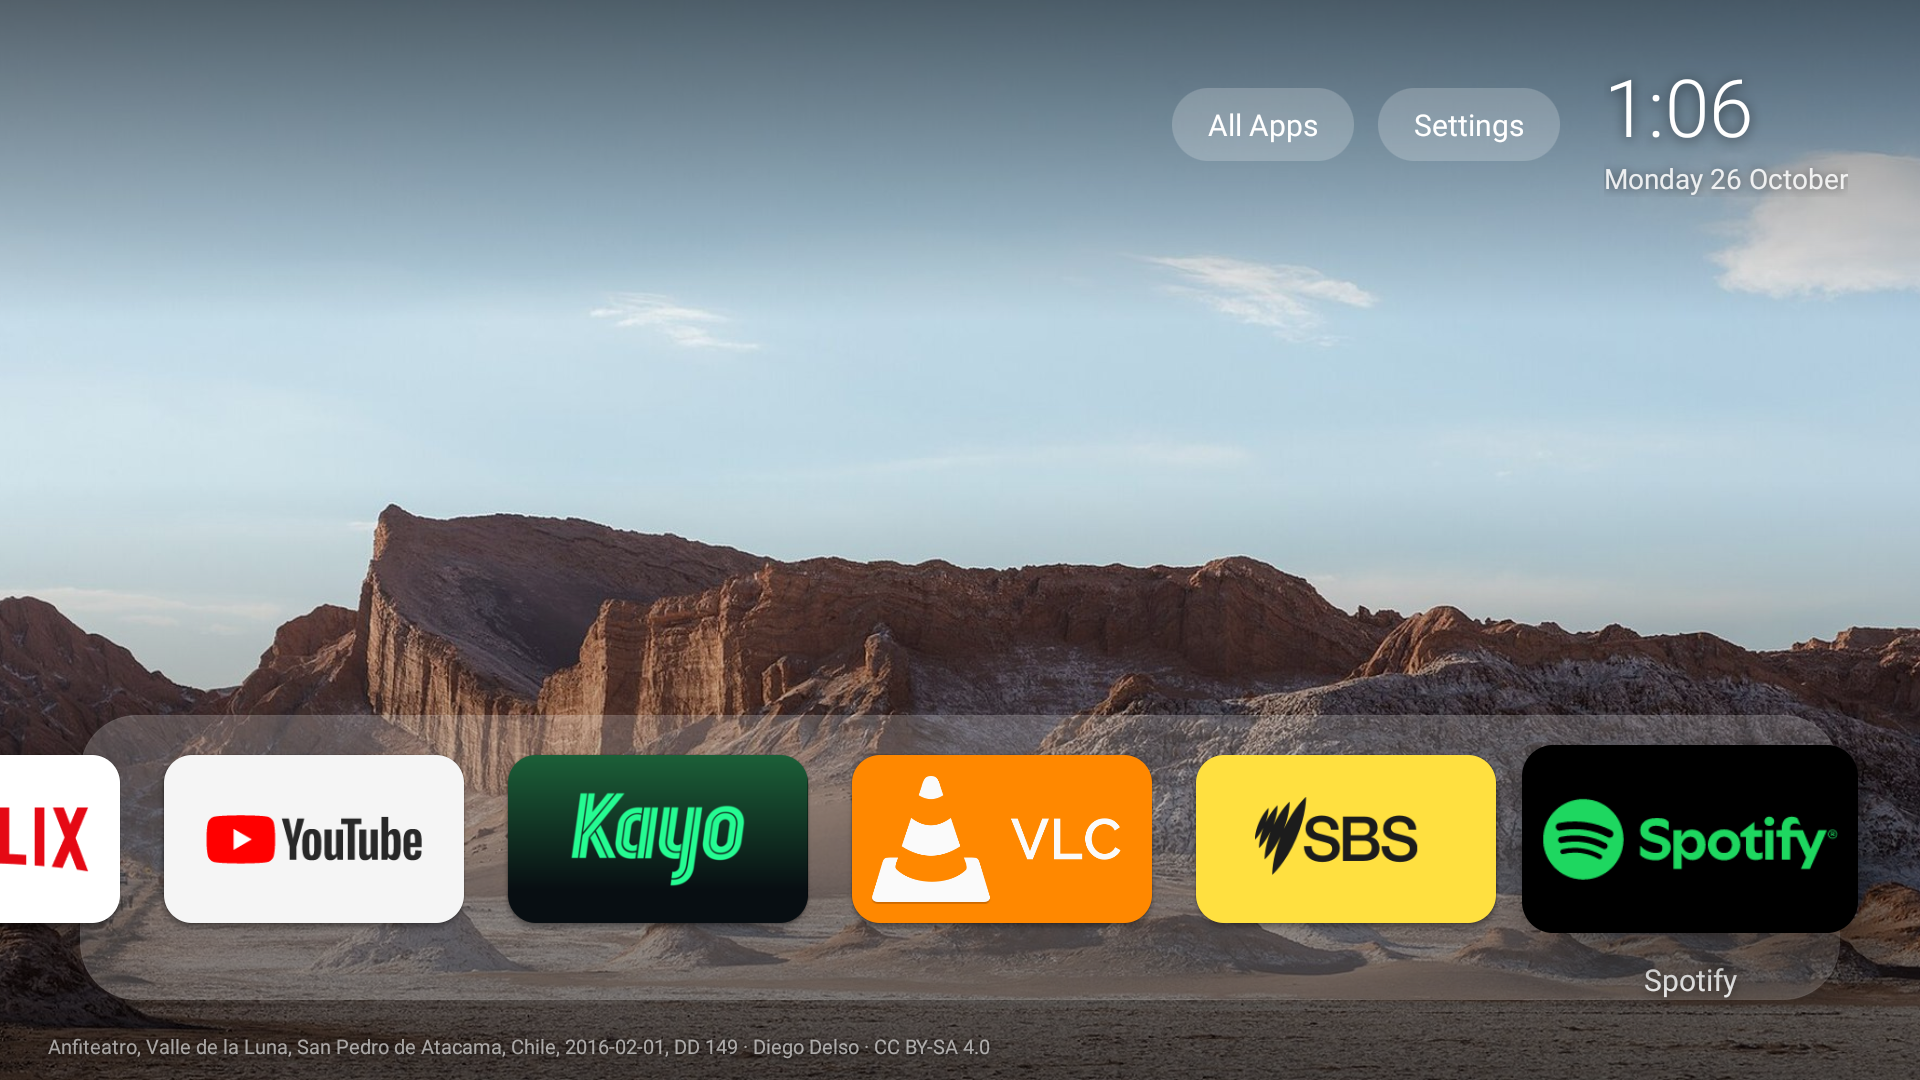 All Apps
Settings
1:06
Monday 26 October
LIX
YouTube
Kayo
VLC
SBS
Spotify®
Spotify
Anfiteatro, Valle de la Luna, San Pedro de Atacama, Chile, 2016-02-01, DD 149 · Diego Delso · CC BY-SA 4.0